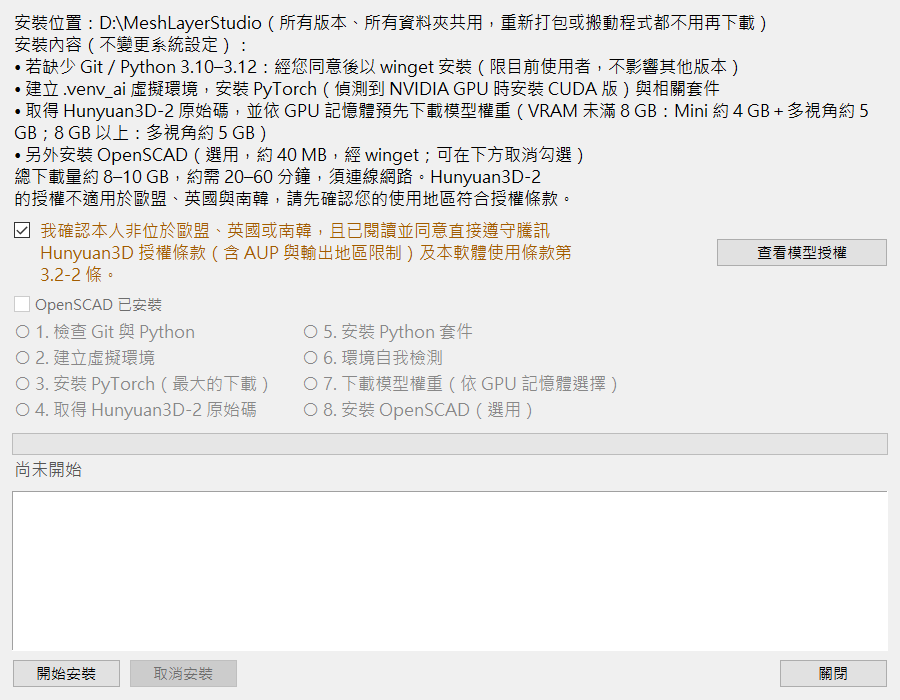 安裝位置：D:\MeshLayerStudio（所有版本、所有資料夾共用，重新打包或搬動程式都不用再下載）
安裝內容（不變更系統設定）：
• 若缺少 Git / Python 3.10–3.12：經您同意後以 winget 安裝（限目前使用者，不影響其他版本）
• 建立 .venv_ai 虛擬環境，安裝 PyTorch（偵測到 NVIDIA GPU 時安裝 CUDA 版）與相關套件
• 取得 Hunyuan3D-2 原始碼，並依 GPU 記憶體預先下載模型權重（VRAM 未滿 8 GB：Mini 約 4 GB＋多視角約 5
GB；8 GB 以上：多視角約 5 GB）
• 另外安裝 OpenSCAD（選用，約 40 MB，經 winget；可在下方取消勾選）
總下載量約 8–10 GB，約需 20–60 分鐘，須連線網路。Hunyuan3D-2
的授權不適用於歐盟、英國與南韓，請先確認您的使用地區符合授權條款。
我確認本人非位於歐盟、英國或南韓，且已閱讀並同意直接遵守騰訊
Hunyuan3D 授權條款（含 AUP 與輸出地區限制）及本軟體使用條款第
3.2-2 條。
查看模型授權
OpenSCAD 已安裝
1. 檢查 Git 與 Python
2. 建立虛擬環境
3. 安裝 PyTorch（最大的下載）
4. 取得 Hunyuan3D-2 原始碼
5. 安裝 Python 套件
6. 環境自我檢測
7. 下載模型權重（依 GPU 記憶體選擇）
8. 安裝 OpenSCAD（選用）
尚未開始
開始安裝
取消安裝
關閉